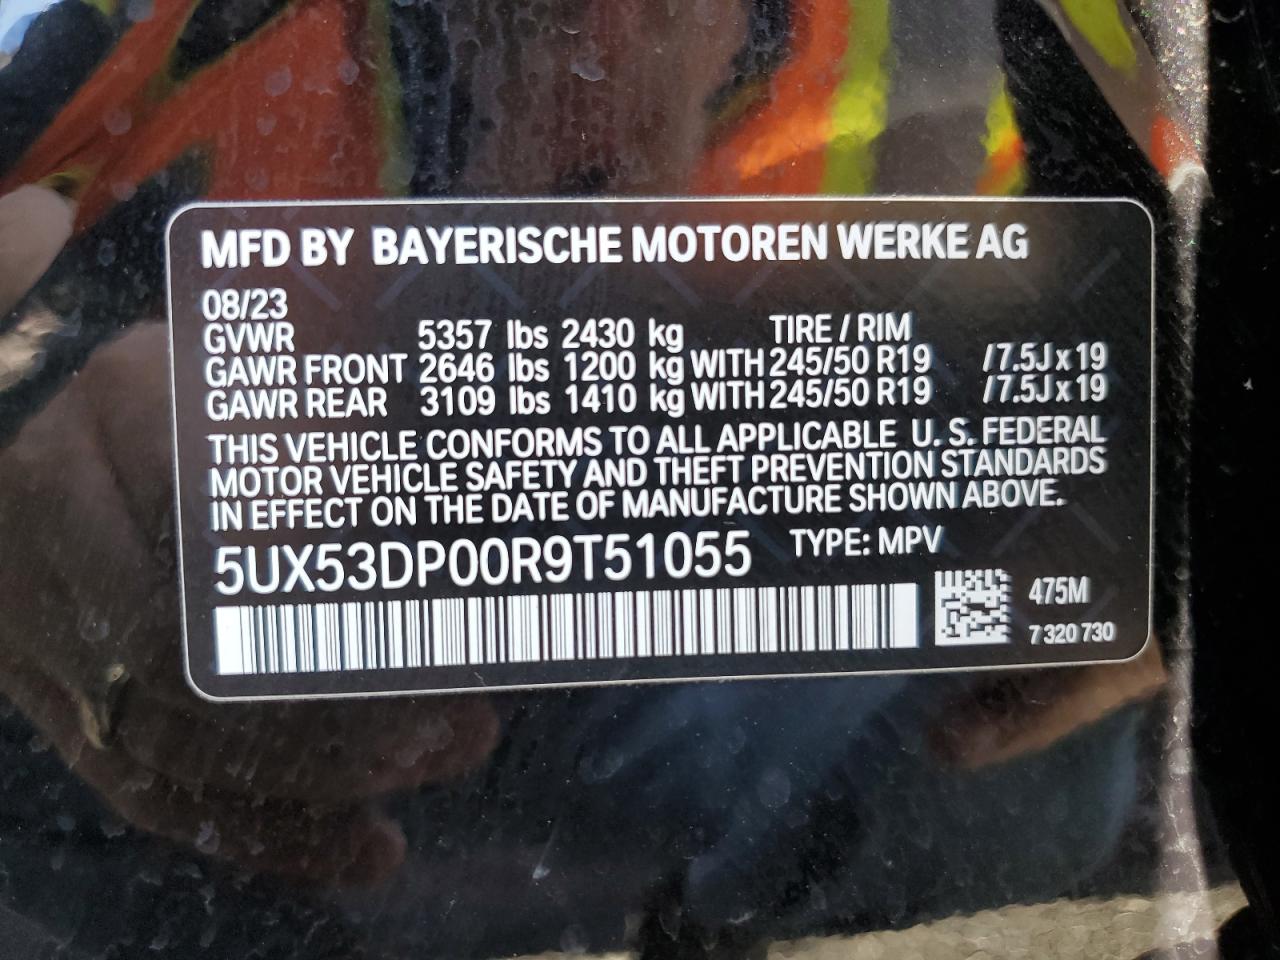 MFD BY BAYERISCHE MOTOREN WERKE AG
08/23
GVWR 5357 lbs 2430 kg TIRE / RIM
GAWR FRONT 2646 lbs 1200 kg WITH 245/50 R19 /7.5J x 19
GAWR REAR 3109 lbs 1410 kg WITH 245/50 R19 /7.5J x 19
THIS VEHICLE CONFORMS TO ALL APPLICABLE U. S. FEDERAL
MOTOR VEHICLE SAFETY AND THEFT PREVENTION STANDARDS
IN EFFECT ON THE DATE OF MANUFACTURE SHOWN ABOVE.
5UX53DP00R9T51055 TYPE: MPV
475M
7 320 730